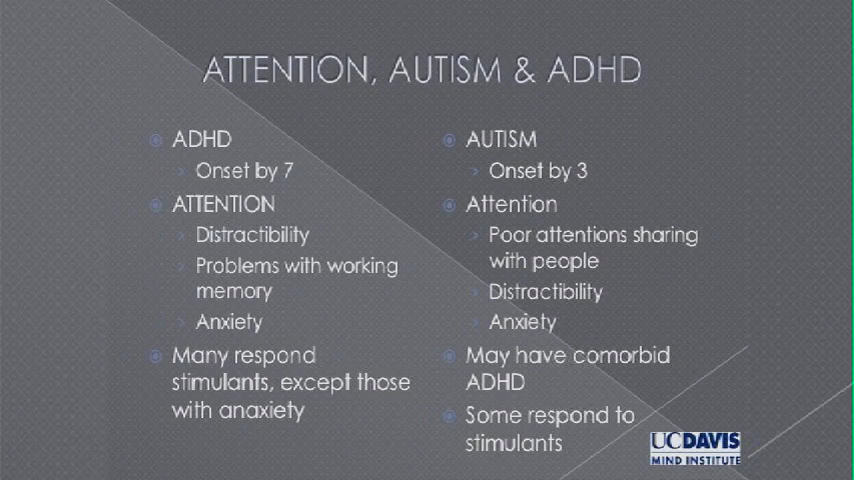 ATTENTION, AUTISM & ADHD
ADHD
Onset by 7
ATTENTION
Distractibility
Problems with working
memory
Anxiety
Many respond
stimulants, except those
with anaxiety
AUTISM
Onset by 3
Attention
Poor attentions sharing
with people
Distractibility
Anxiety
May have comorbid
ADHD
Some respond to
stimulants
UCDAVIS
MIND INSTITUTE